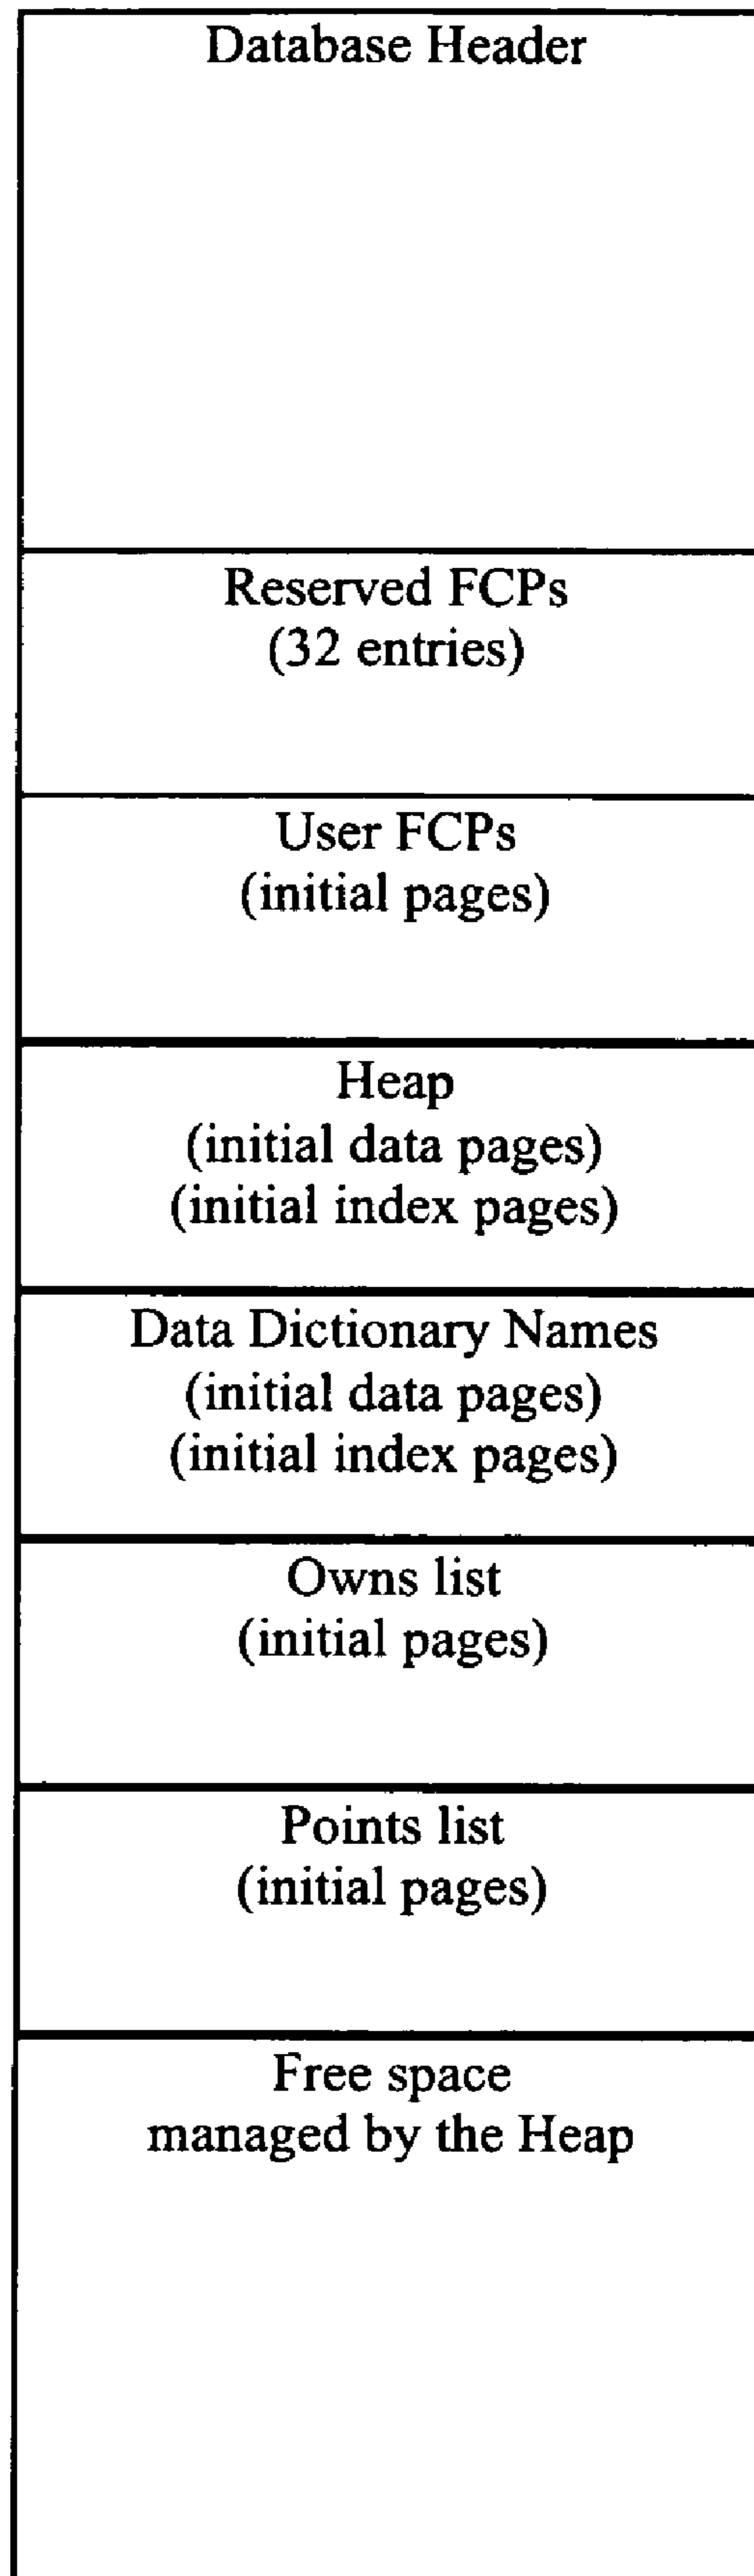 Database Header
Reserved FCPs
(32 entries)
User FCPs
(initial pages)
Heap
(initial data pages)
(initial index pages)
Data Dictionary Names
(initial data pages)
(initial index pages)
Owns list
(initial pages)
Points list
(initial pages)
Free space
managed by the Heap